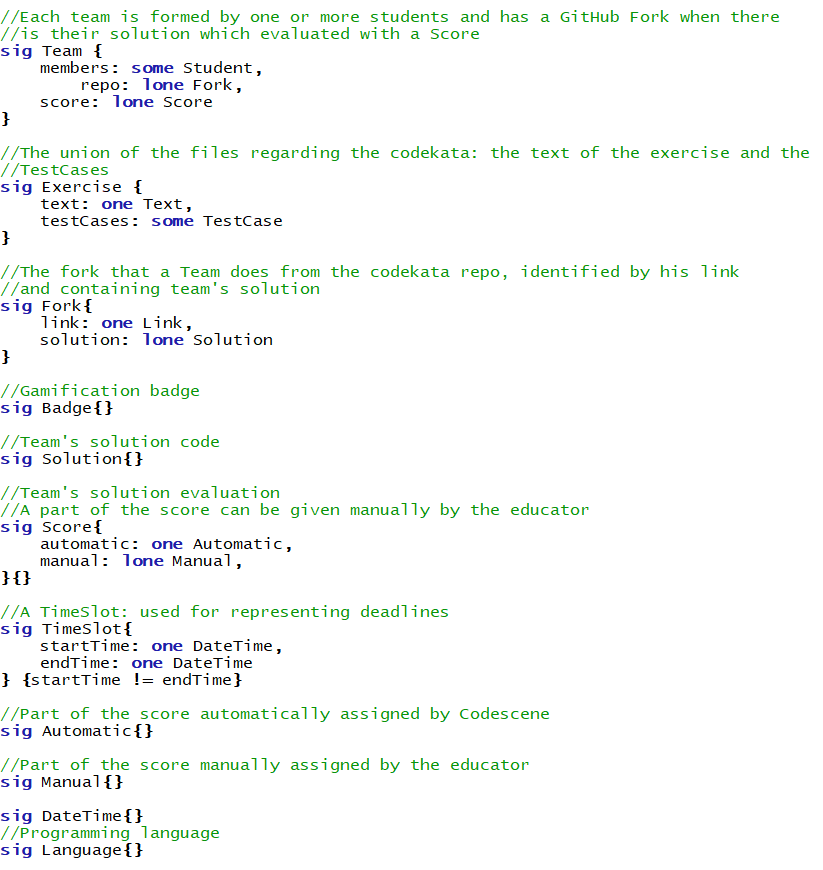 //Each team is formed by one or more students and has a GitHub Fork when there
//is their solution which evaluated with a Score
sig Team {
    members: some Student,
        repo: lone Fork,
    score: lone Score
}

//The union of the files regarding the codekata: the text of the exercise and the
//TestCases
sig Exercise {
    text: one Text,
    testCases: some TestCase
}

//The fork that a Team does from the codekata repo, identified by his link
//and containing team's solution
sig Fork{
    link: one Link,
    solution: lone Solution
}

//Gamification badge
sig Badge{}

//Team's solution code
sig Solution{}

//Team's solution evaluation
//A part of the score can be given manually by the educator
sig Score{
    automatic: one Automatic,
    manual: lone Manual,
}{}

//A TimeSlot: used for representing deadlines
sig TimeSlot{
    startTime: one DateTime,
    endTime: one DateTime
} {startTime != endTime}

//Part of the score automatically assigned by Codescene
sig Automatic{}

//Part of the score manually assigned by the educator
sig Manual{}

sig DateTime{}
//Programming language
sig Language{}